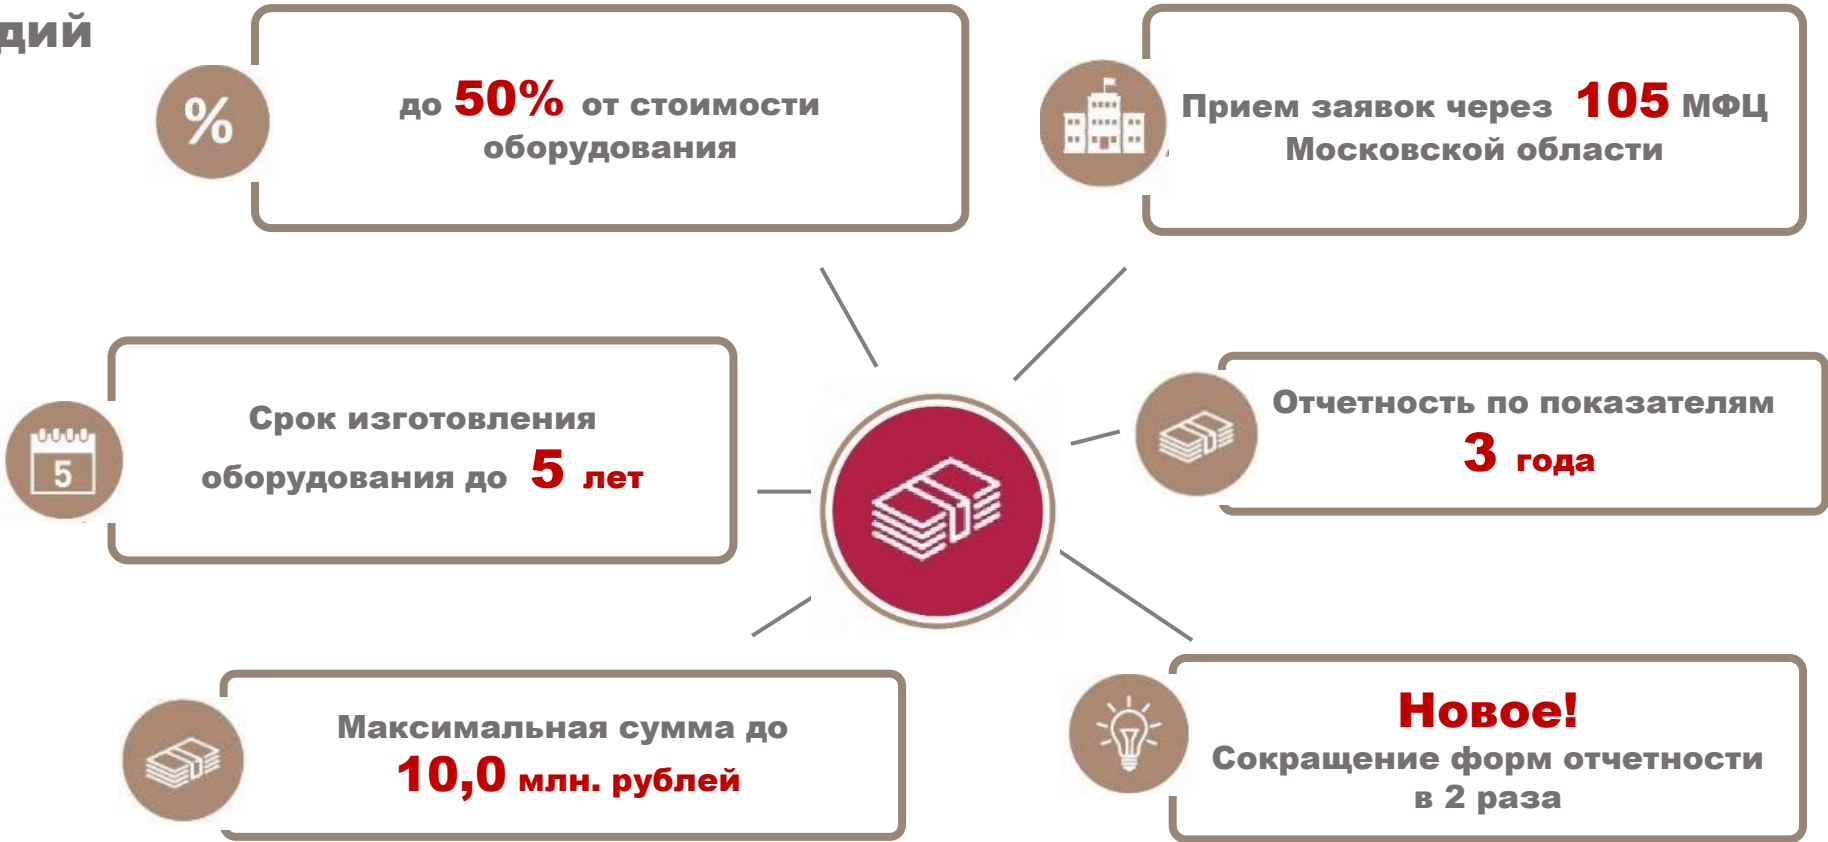 дий
до 50% от стоимости
оборудования
Прием заявок через 105 МФЦ
Московской области
Срок изготовления
оборудования до 5 лет
5
Отчетность по показателям
3 года
Максимальная сумма до
10,0 млн. рублей
Новое!
Сокращение форм отчетности
в 2 раза
%